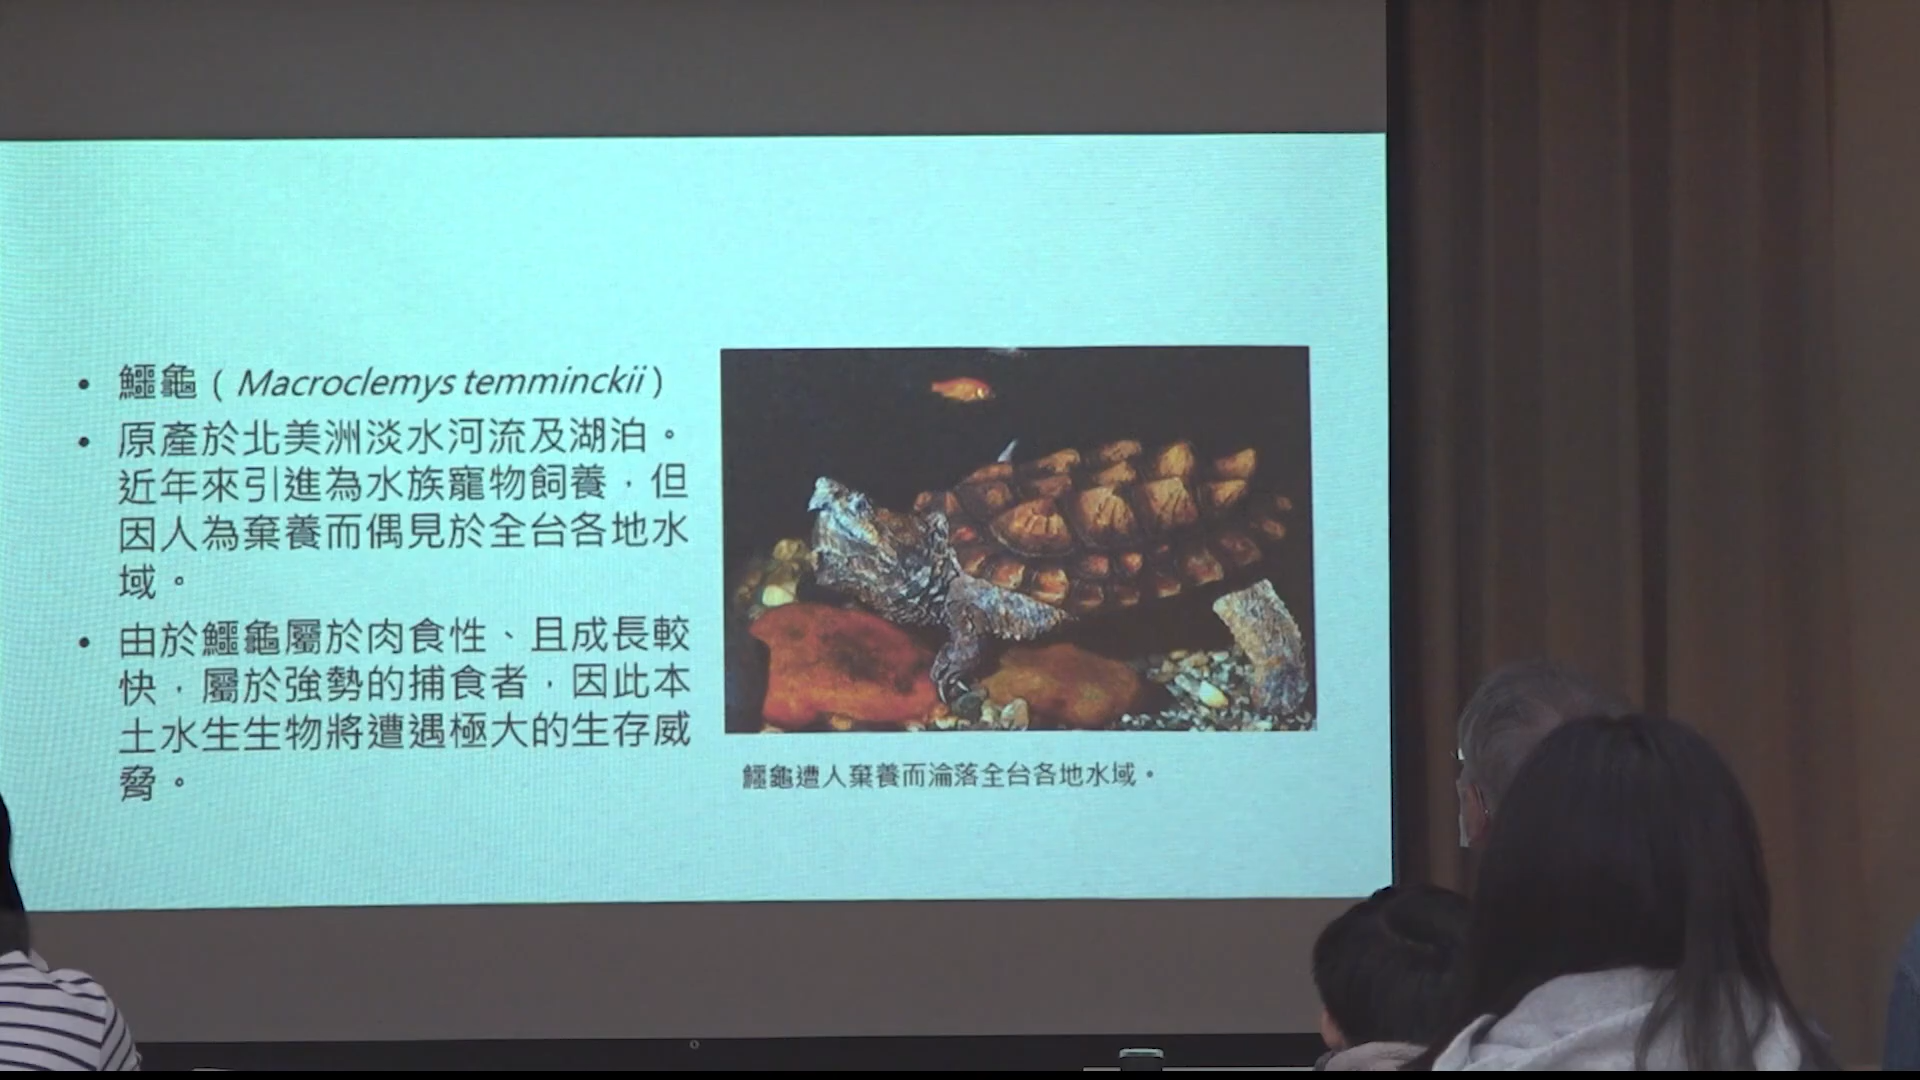 • 鱷龜（Macroclemys temminckii）
• 原產於北美洲淡水河流及湖泊。
近年來引進為水族寵物飼養，但
因人為棄養而偶見於全台各地水
域。
• 由於鱷龜屬於肉食性、且成長較
快，屬於強勢的捕食者，因此本
土水生生物將遭遇極大的生存威
脅。
鱷龜遭人棄養而淪落全台各地水域。